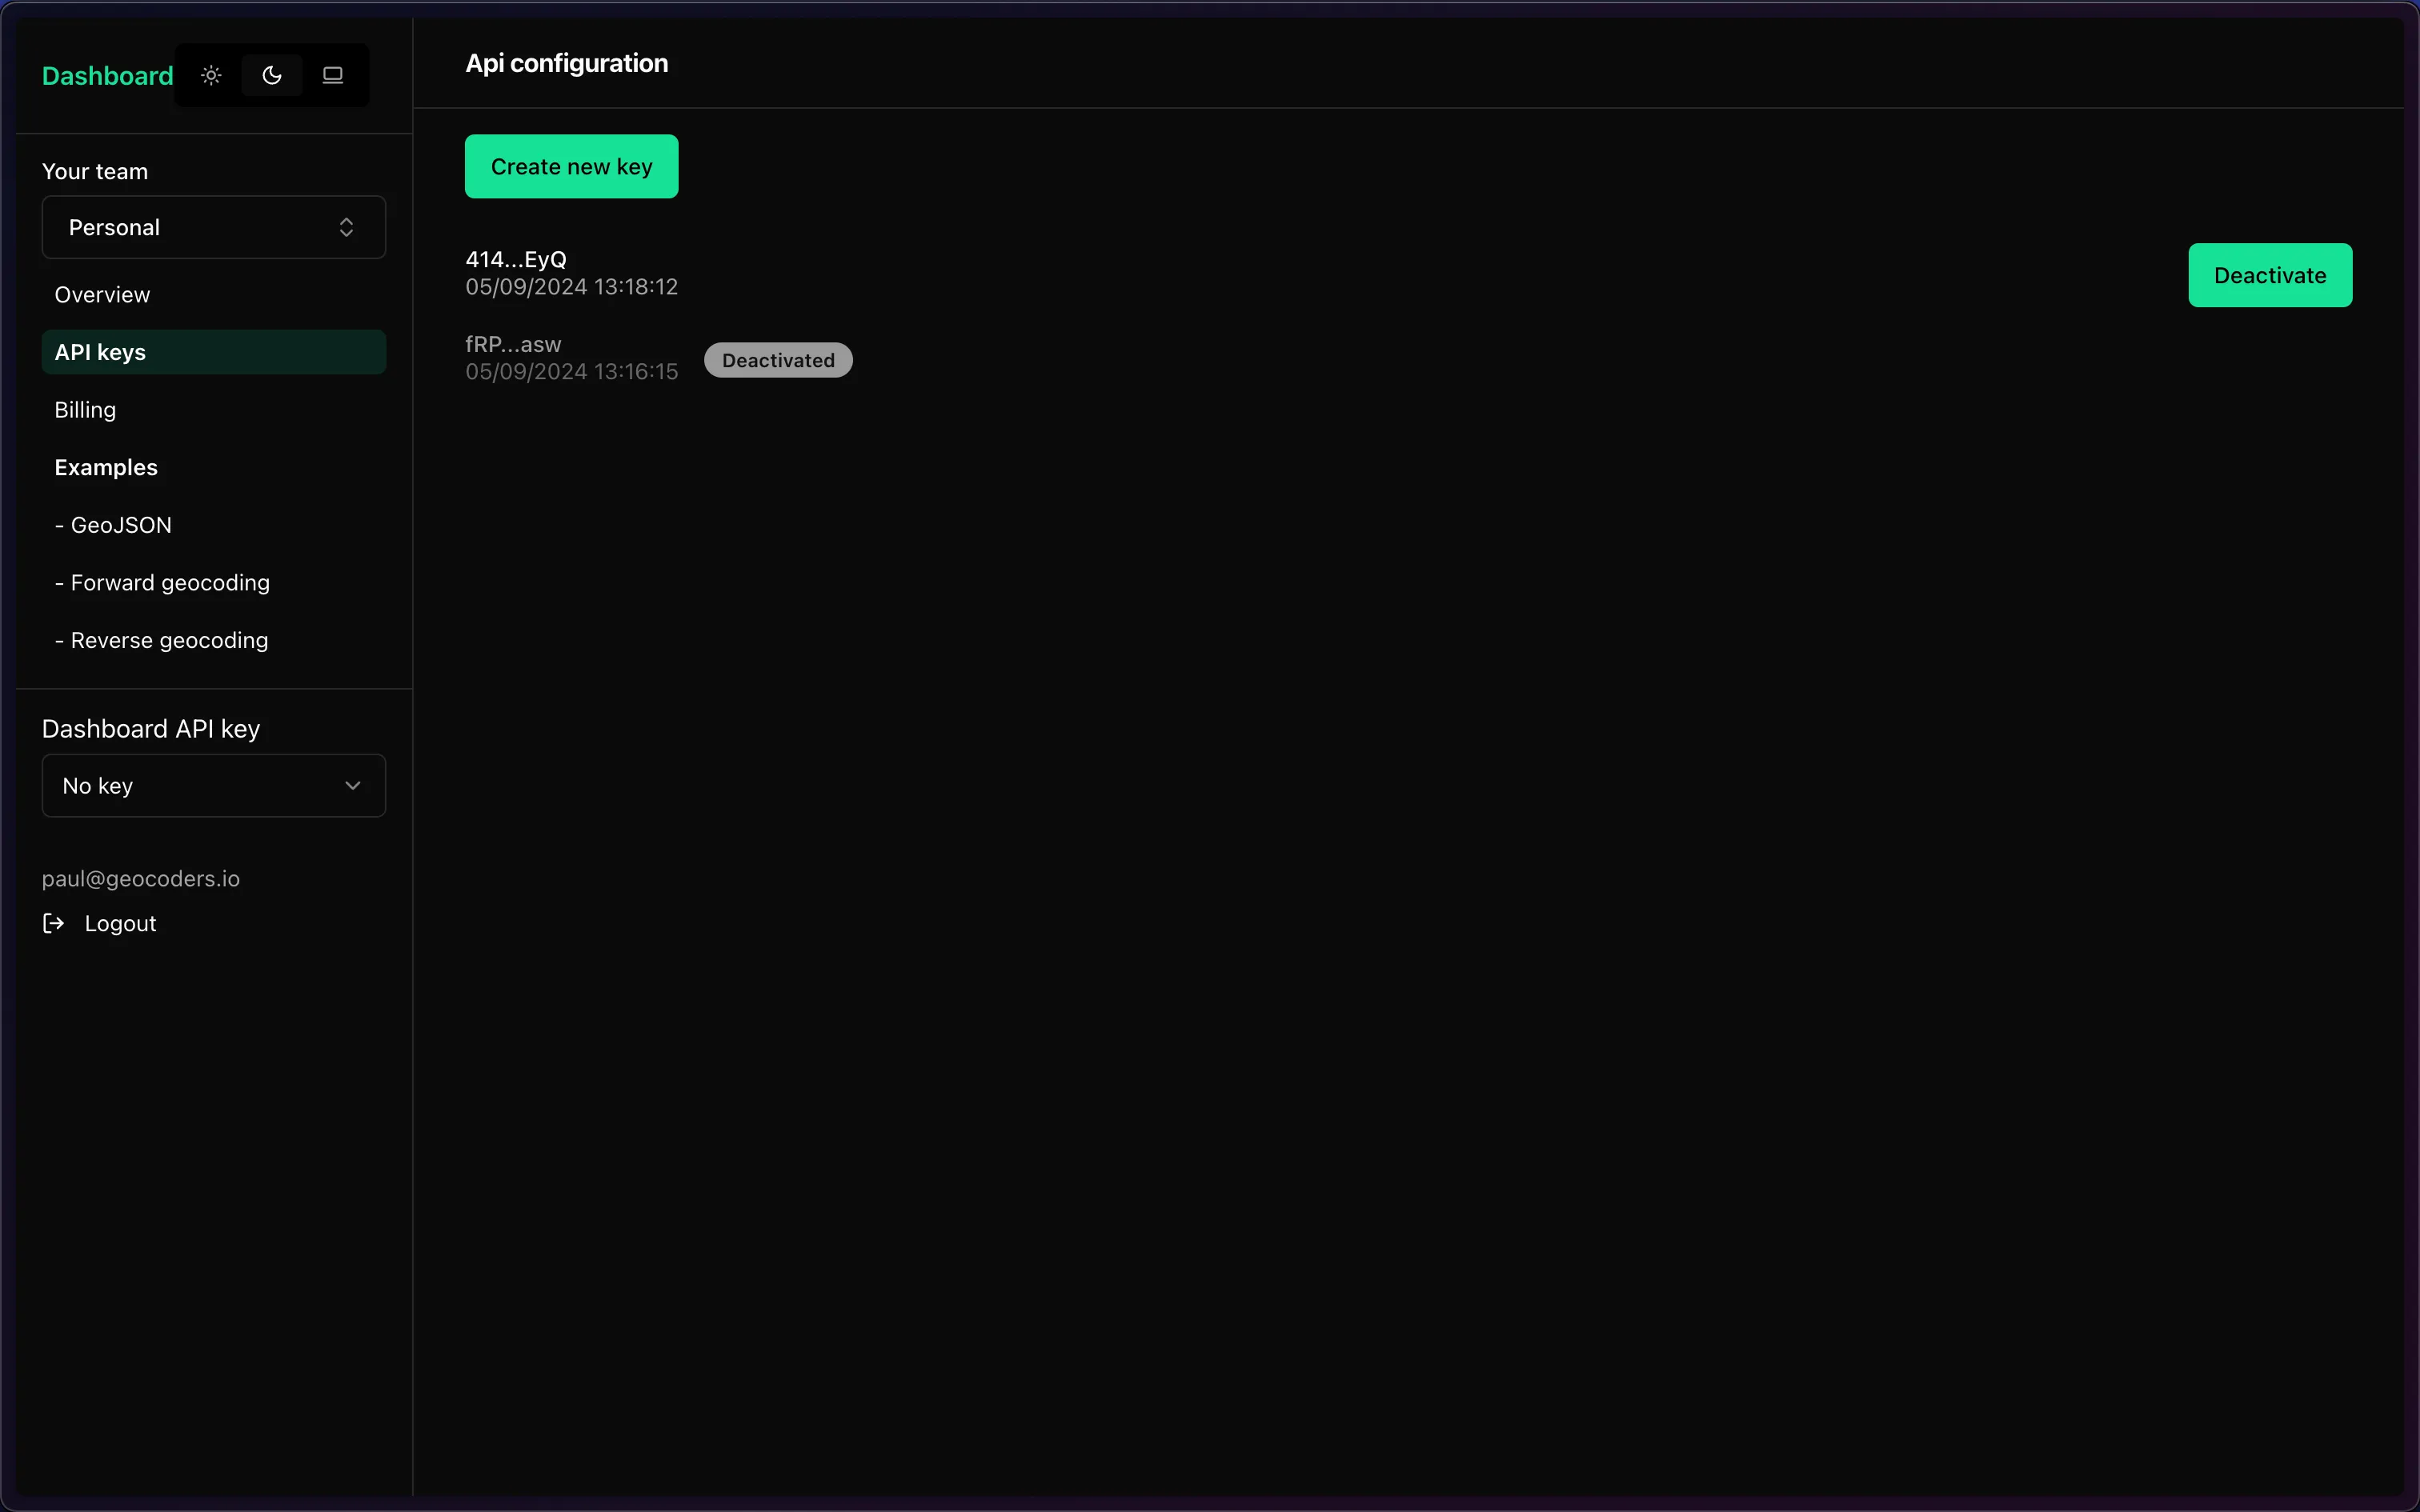 Dashboard
Your team
Personal
Overview
API keys
Billing
Examples
- GeoJSON
- Forward geocoding
- Reverse geocoding
Dashboard API key
No key
paul@geocoders.io
Logout
Api configuration
Create new key
414...EyQ
05/09/2024 13:18:12
Deactivate
fRP...asw
05/09/2024 13:16:15
Deactivated